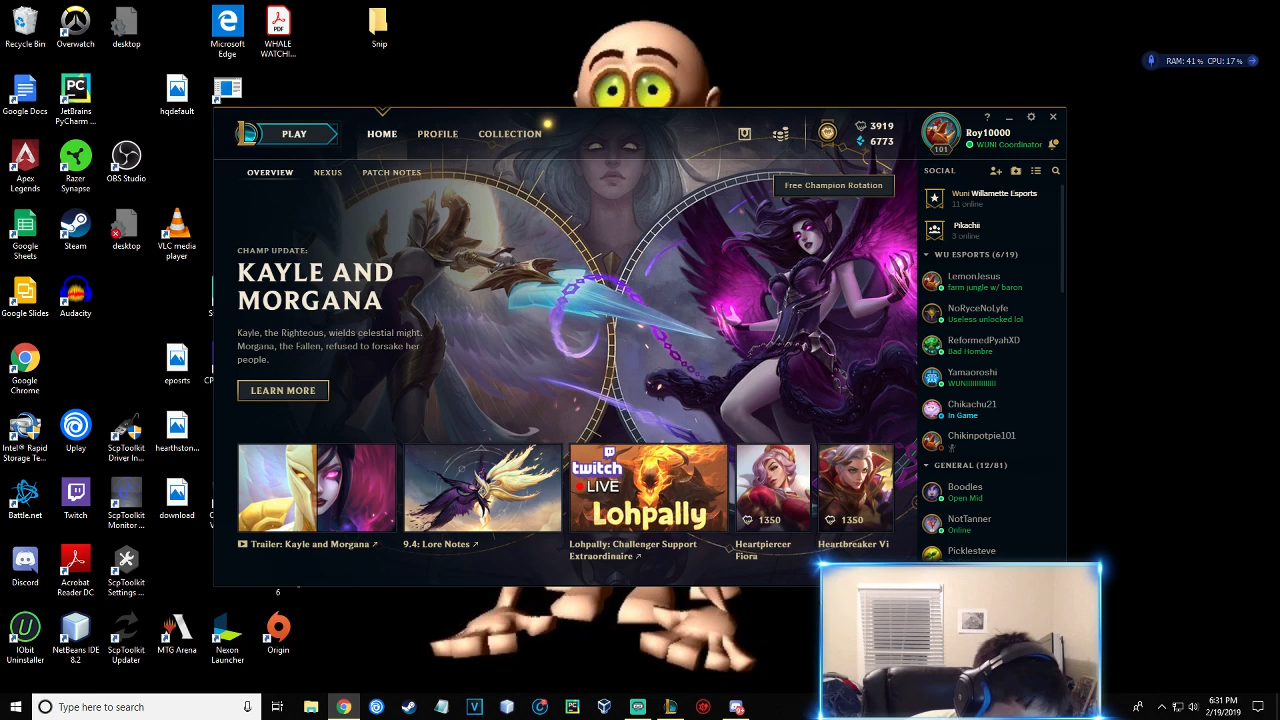 Recycle Bin
Overwatch
desktop
Microsoft
Edge
WHALE
WATCHI...
Snip
Google Docs
JetBrains
PyCharm ...
hqdefault
Apex
Legends
Razer
Synapse
OBS Studio
Google
Sheets
Steam
desktop
VLC media
player
Google Slides
Audacity
Google
Chrome
eposrts
Intel® Rapid
Storage Te...
Uplay
ScpToolkit
Driver In...
hearthston...
Battle.net
Twitch
ScpToolkit
Monitor ...
download
Discord
Acrobat
Reader DC
ScpToolkit
Settings ...
6
IObit
Uninstaller
NetBeans IDE
8.2
ScpToolkit
Updater
MTG Arena
Nexon
Launcher
Origin
RAM: 41% CPU: 17%
PLAY
HOME
PROFILE
COLLECTION
3919
6773
OVERVIEW
NEXUS
PATCH NOTES
Free Champion Rotation
CHAMP UPDATE:
KAYLE AND
MORGANA
Kayle, the Righteous, wields celestial might.
Morgana, the Fallen, refused to forsake her
people.
LEARN MORE
twitch
LIVE
Lohpally
1350
1350
Trailer: Kayle and Morgana
9.4: Lore Notes
Lohpally: Challenger Support
Extraordinaire
Heartpiercer
Fiora
Heartbreaker Vi
101
Roy10000
WUNI Coordinator
SOCIAL
Wuni Willamette Esports
11 online
Pikachii
3 online
WU ESPORTS (6/19)
LemonJesus
farm jungle w/ baron
NoRyceNoLyfe
Useless unlocked lol
ReformedPyahXD
Bad Hombre
Yamaoroshi
WUNIIIIIIIIIIIII
Chikachu21
In Game
Chikinpotpie101
GENERAL (12/81)
Boodles
Open Mid
NotTanner
Online
Picklesteve
Type here to search
6:31 PM
2/19/2019